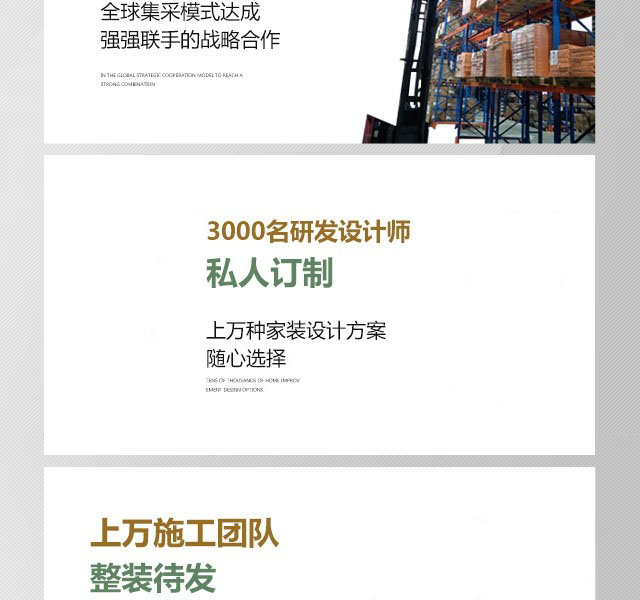 全球集采模式达成
强强联手的战略合作
IN THE GLOBAL STRATEGIC COOPERATION MODEL TO REACH A
STRONG COMBINATION
3000名研发设计师
私人订制
上万种家装设计方案
随心选择
TENS OF THOUSANDS OF HOME IMPROV
EMENT DESIGN OPTIONS
上万施工团队
整装待发